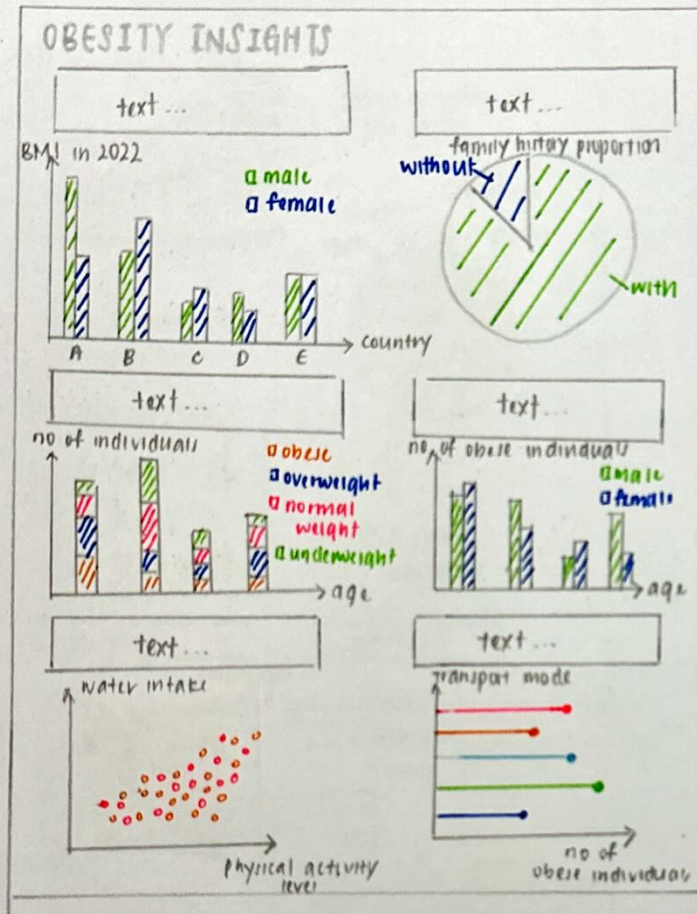 OBESITY INSIGHTS
text...
text...
BMI in 2022
male
female
country
A B C D E
family history proportion
without
with
text...
text...
no of individuals
obese
overweight
normal
weight
underweight
age
no. of obese individuals
male
female
age
text...
text...
water intake
physical activity
level
Transport mode
no of
obese individuals